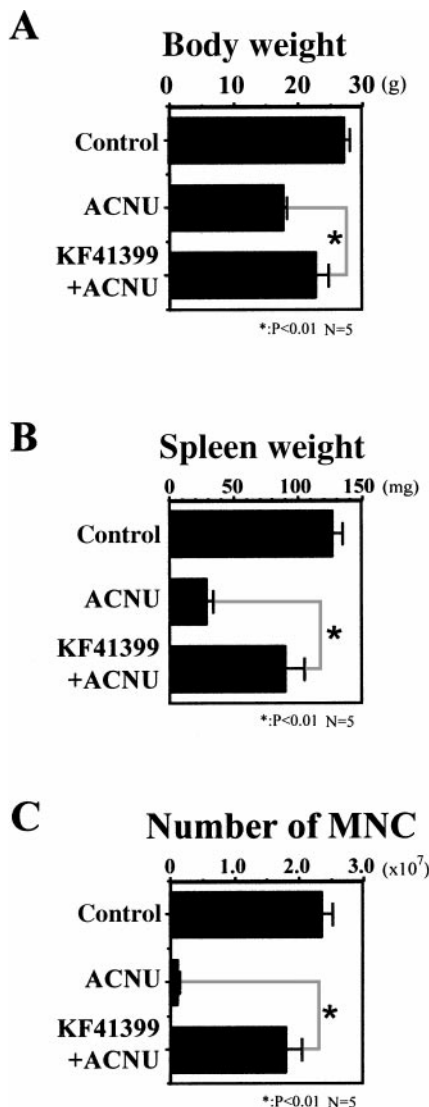 A
Body weight
0 10 20 30 (g)
Control
ACNU
KF41399
+ACNU
*
*:P<0.01 N=5
B
Spleen weight
0 50 100 150 (mg)
Control
ACNU
KF41399
+ACNU
*
*:P<0.01 N=5
C
Number of MNC
0 1.0 2.0 3.0 (x10⁷)
Control
ACNU
KF41399
+ACNU
*
*:P<0.01 N=5